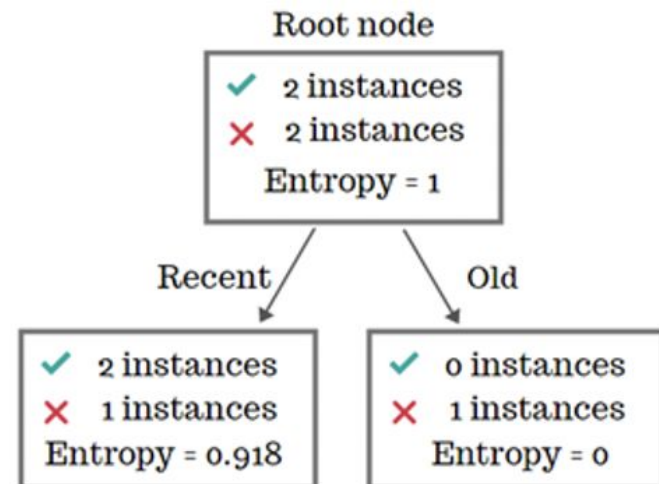 Root node
2 instances
2 instances
Entropy = 1
Recent
Old
2 instances
1 instances
Entropy = 0.918
0 instances
1 instances
Entropy = 0